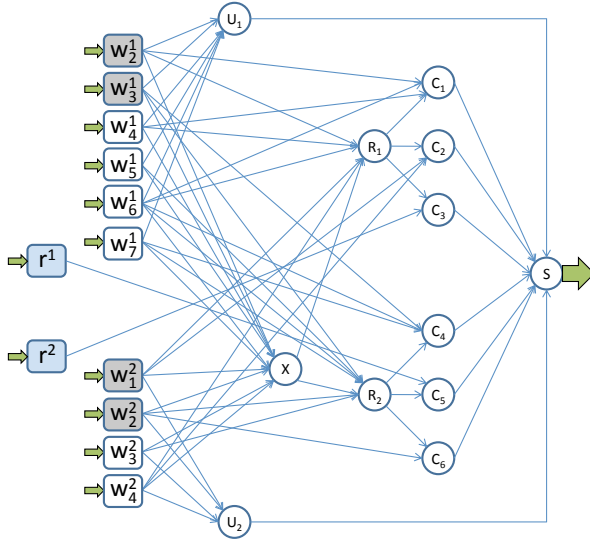 U₁
w¹₂
w¹₃
C₁
w¹₄
R₁
C₂
w¹₅
w¹₆
C₃
w¹₇
r¹
S
C₄
r²
w²₁
X
R₂
C₅
w²₂
w²₃
C₆
w²₄
U₂